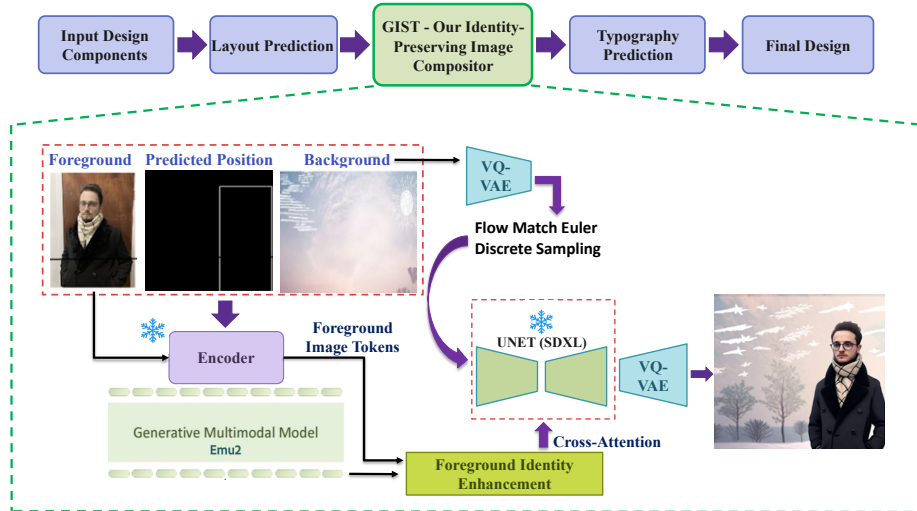 Input Design
Components
Layout Prediction
GIST - Our Identity-
Preserving Image
Compositor
Typography
Prediction
Final Design
Foreground
Predicted Position
Background
VQ-
VAE
Flow Match Euler
Discrete Sampling
Encoder
Foreground
Image Tokens
UNET (SDXL)
VQ-
VAE
Generative Multimodal Model
Emu2
Cross-Attention
Foreground Identity
Enhancement